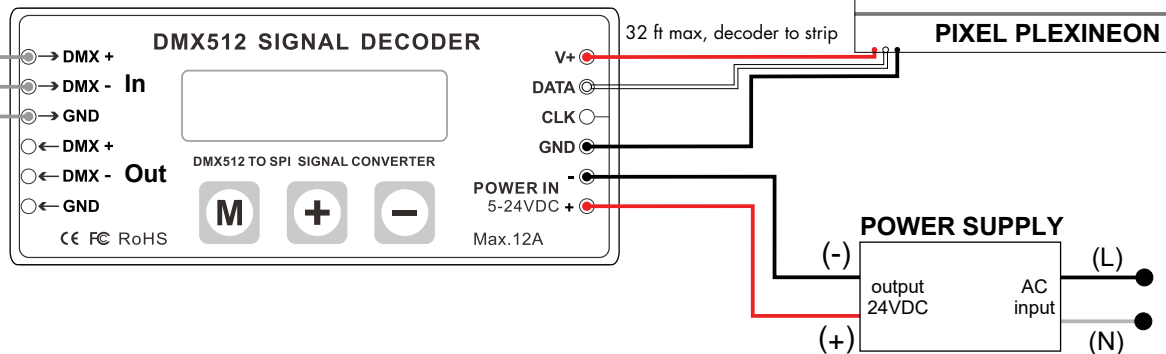 DMX512 SIGNAL DECODER
DMX +
DMX - In
GND
DMX +
DMX - Out
GND
DMX512 TO SPI SIGNAL CONVERTER
M + −
CE FC RoHS
V+
DATA
CLK
GND
-
POWER IN
5-24VDC +
Max.12A
32 ft max, decoder to strip
PIXEL PLEXINEON
POWER SUPPLY
(-)
(+)
output
24VDC
AC
input
(L)
(N)